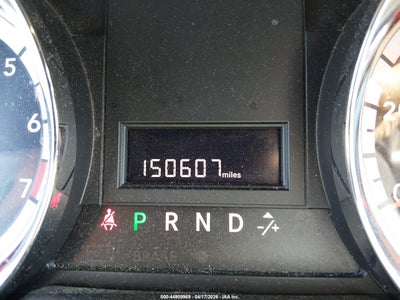 5
6
7
150607 miles
P R N D -/+
000-44909969 | 04/17/2026 - IAA Inc.